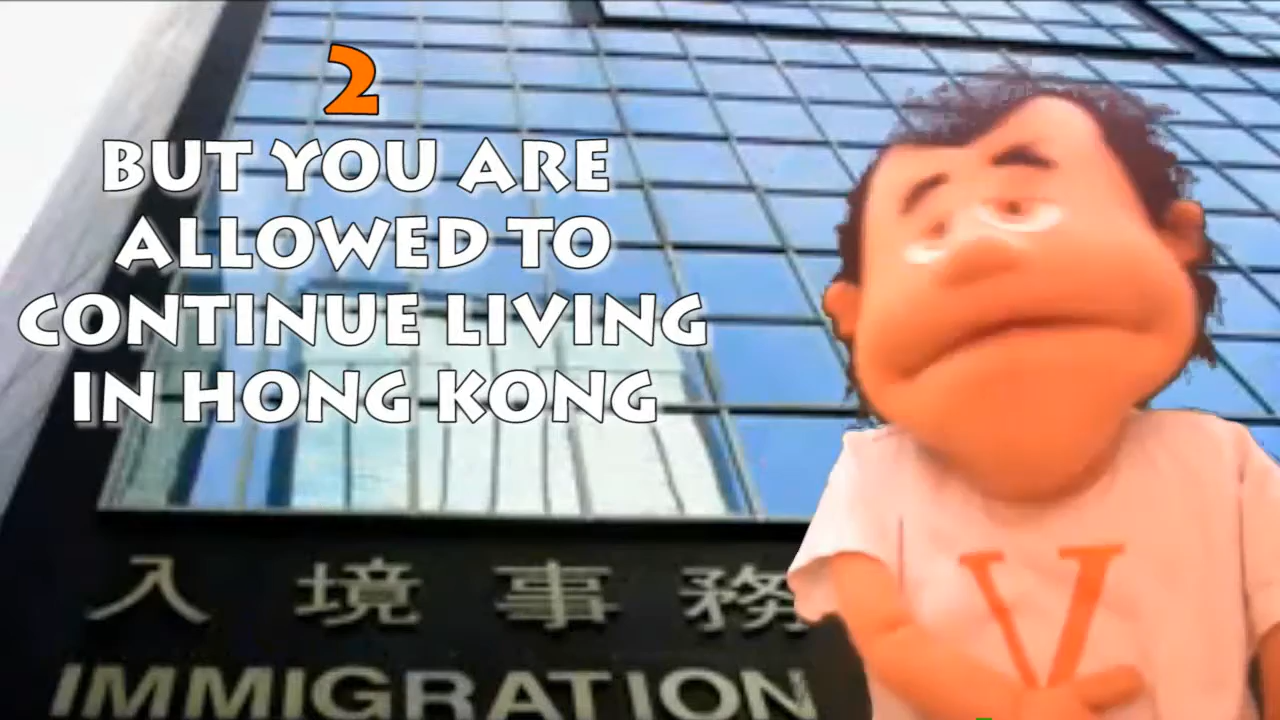 2
BUT YOU ARE
ALLOWED TO
CONTINUE LIVING
IN HONG KONG
入境事務
IMMIGRATION
V